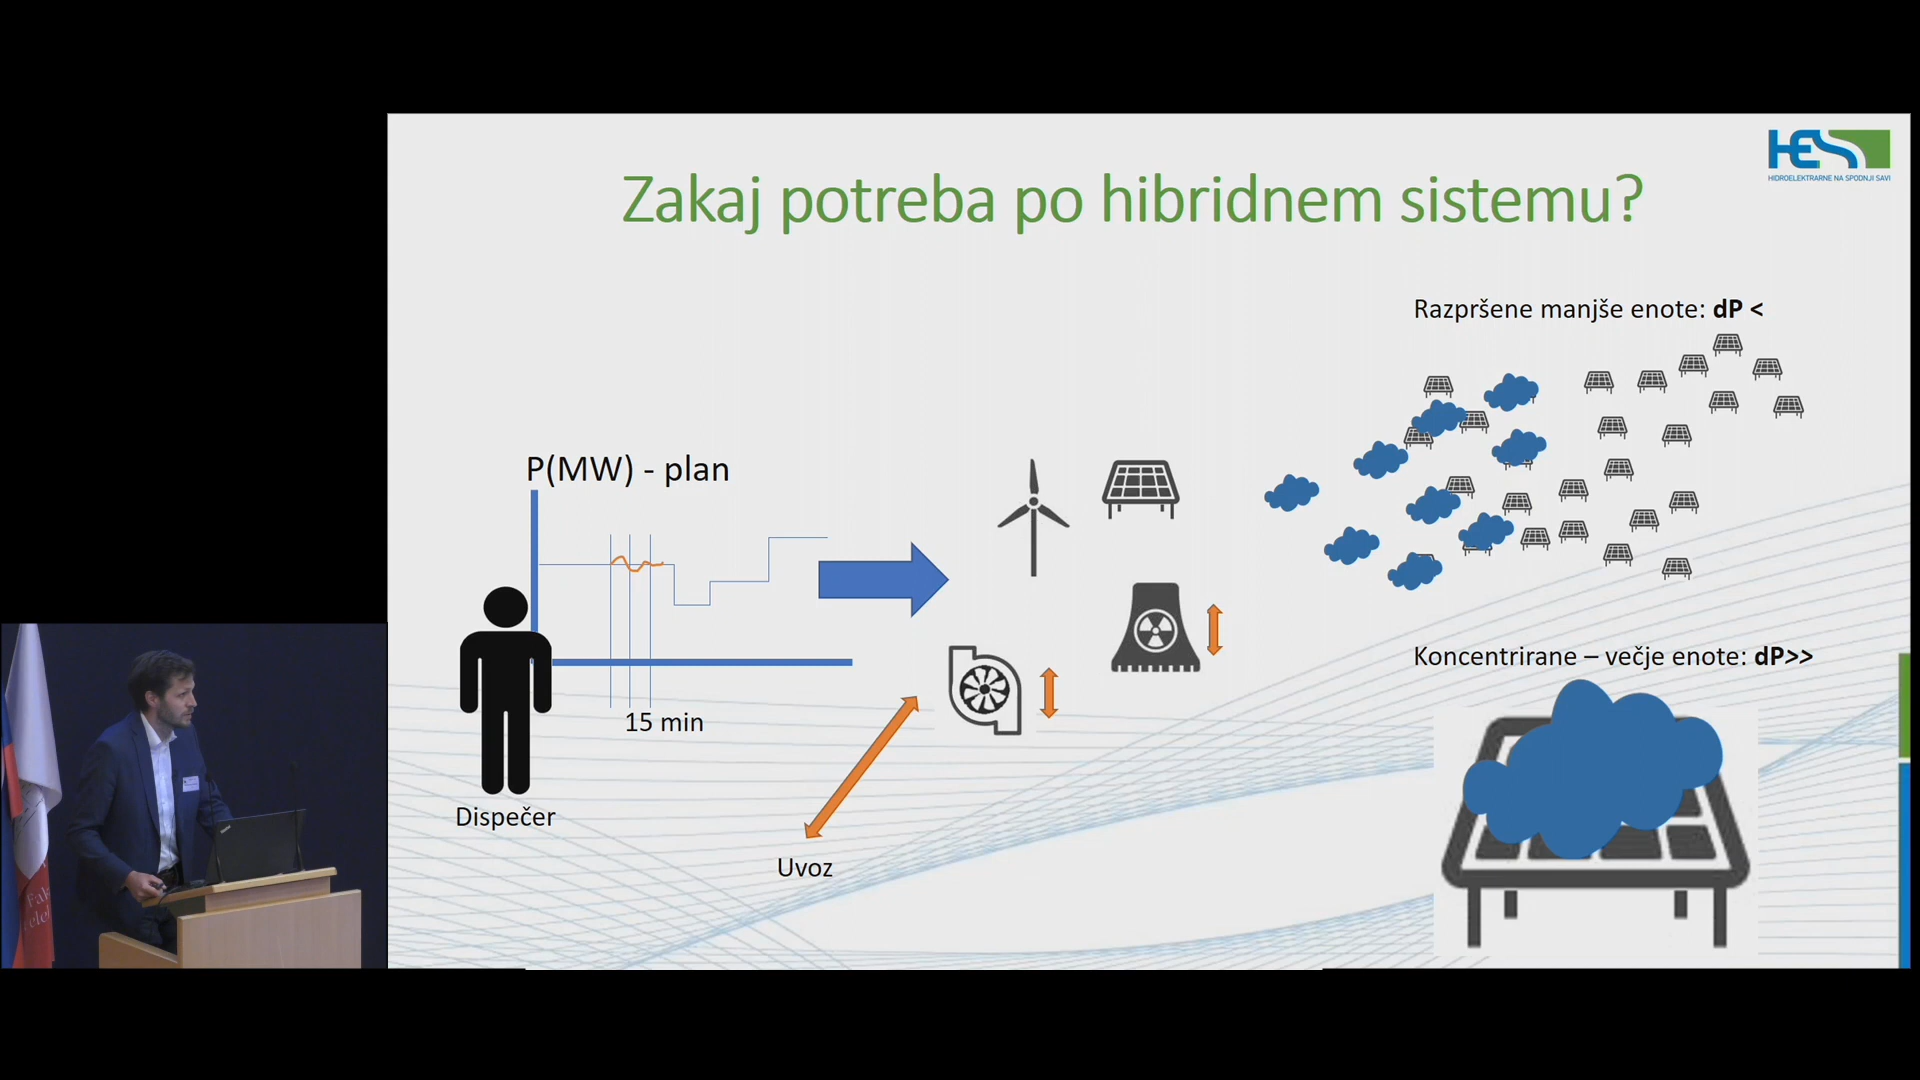 HESS
HIDROELEKTRARNE NA SPODNJI SAVI
Zakaj potreba po hibridnem sistemu?
Razpršene manjše enote: dP <
P(MW) - plan
15 min
Dispečer
Uvoz
Koncentrirane – večje enote: dP>>